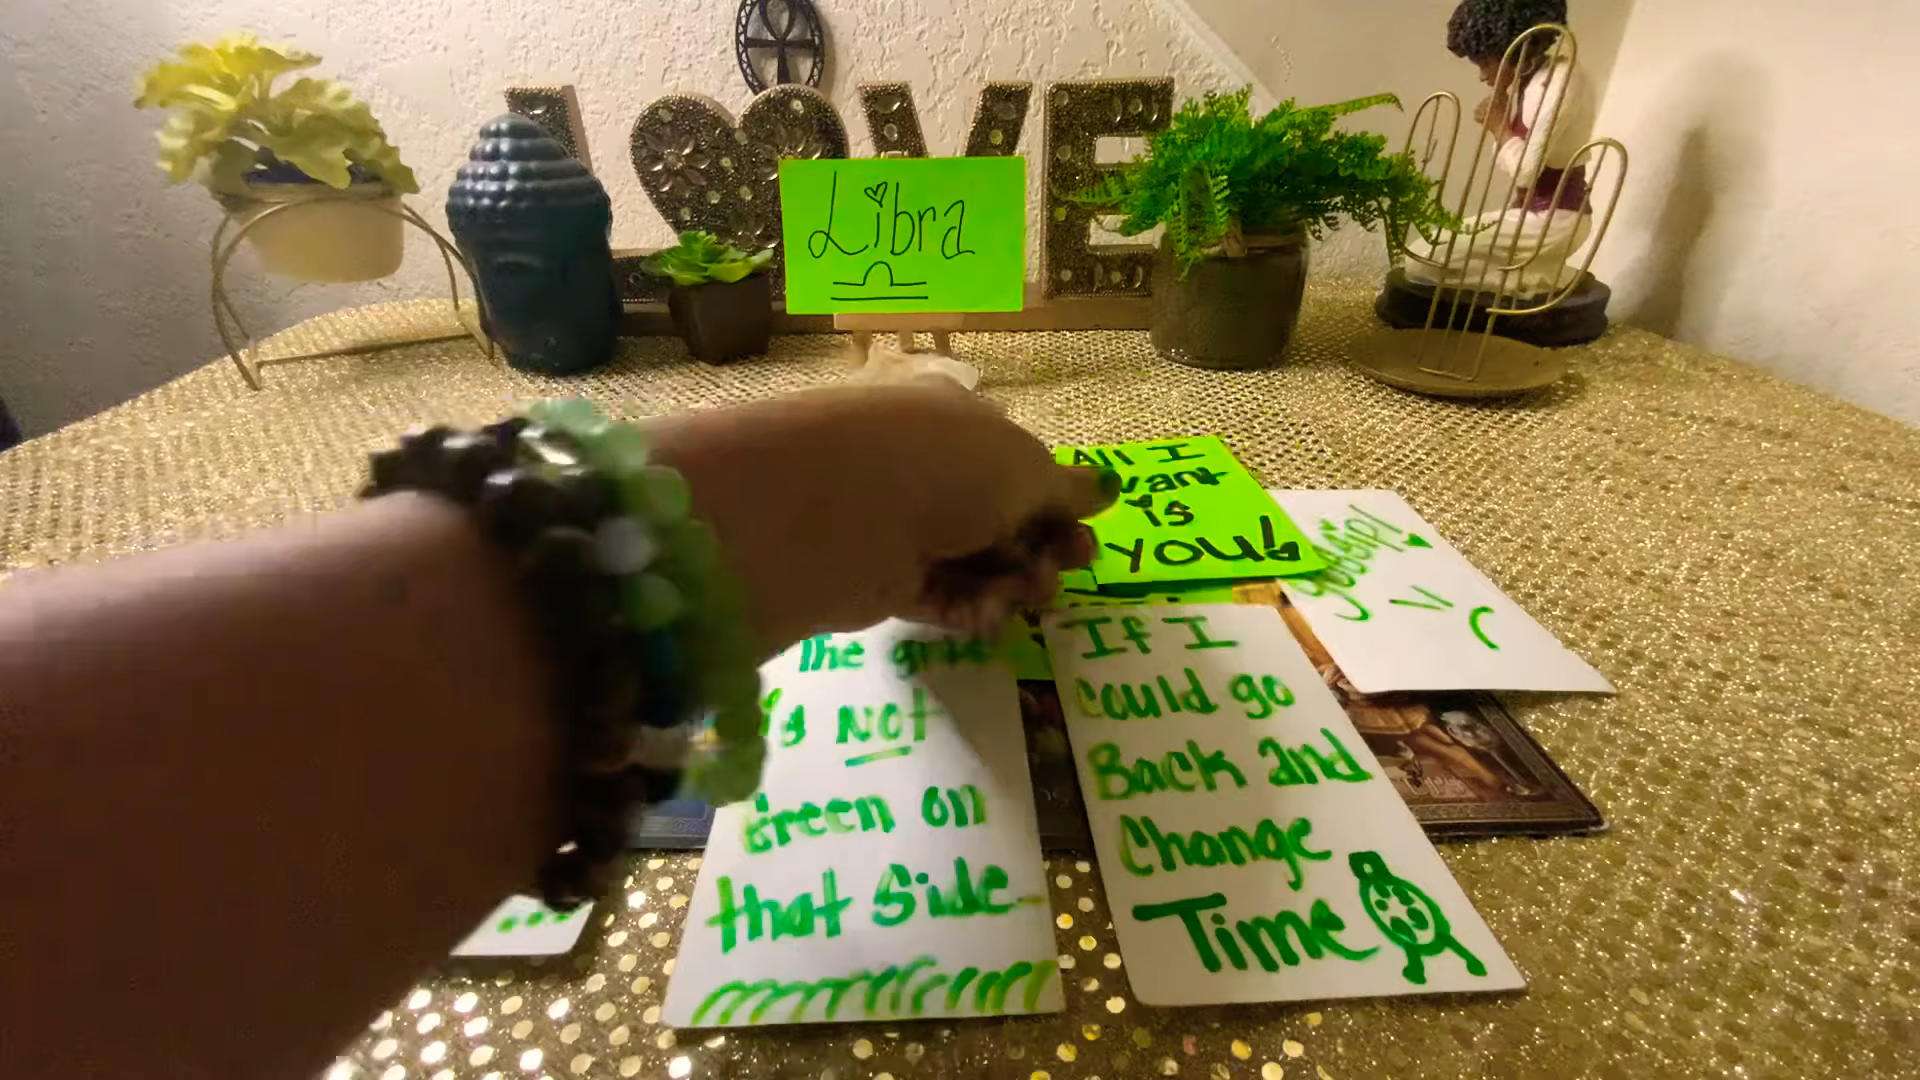 LOVE
Libra
All I
want
is
you!
gossip!
The
is NOT
Green on
that Side
If I
could go
Back and
Change
Time